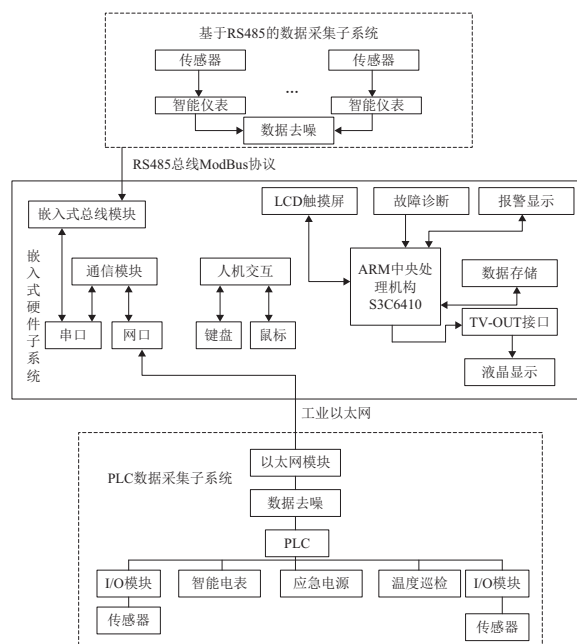 基于RS485的数据采集子系统
传感器
传感器
...
智能仪表
智能仪表
数据去噪
RS485总线ModBus协议
嵌入式总线模块
LCD触摸屏
故障诊断
报警显示
嵌入式硬件子系统
通信模块
人机交互
ARM中央处
理机构
S3C6410
数据存储
串口
网口
键盘
鼠标
TV-OUT接口
液晶显示
工业以太网
PLC数据采集子系统
以太网模块
数据去噪
PLC
I/O模块
智能电表
应急电源
温度巡检
I/O模块
传感器
传感器